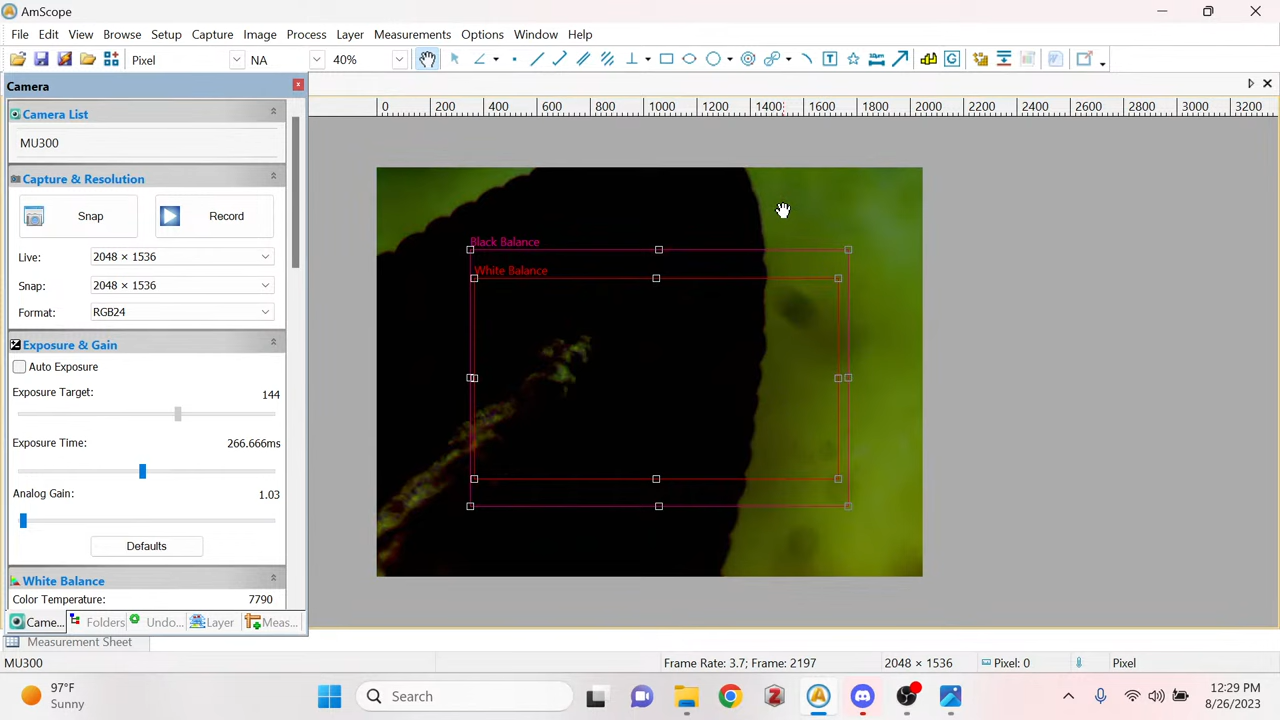 AmScope
File Edit View Browse Setup Capture Image Process Layer Measurements Options Window Help
Pixel NA 40%
Camera
0 200 400 600 800 1000 1200 1400 1600 1800 2000 2200 2400 2600 2800 3000 3200
Camera List
MU300
Capture & Resolution
Snap Record
Live: 2048 × 1536
Snap: 2048 × 1536
Format: RGB24
Exposure & Gain
Auto Exposure
Exposure Target: 144
Exposure Time: 266.666ms
Analog Gain: 1.03
Defaults
White Balance
Color Temperature: 7790
Black Balance
White Balance
Came... Folders Undo... Layer Meas...
Measurement Sheet
MU300 Frame Rate: 3.7; Frame: 2197 2048 × 1536 Pixel: 0 Pixel
97°F
Sunny
Search
12:29 PM
8/26/2023